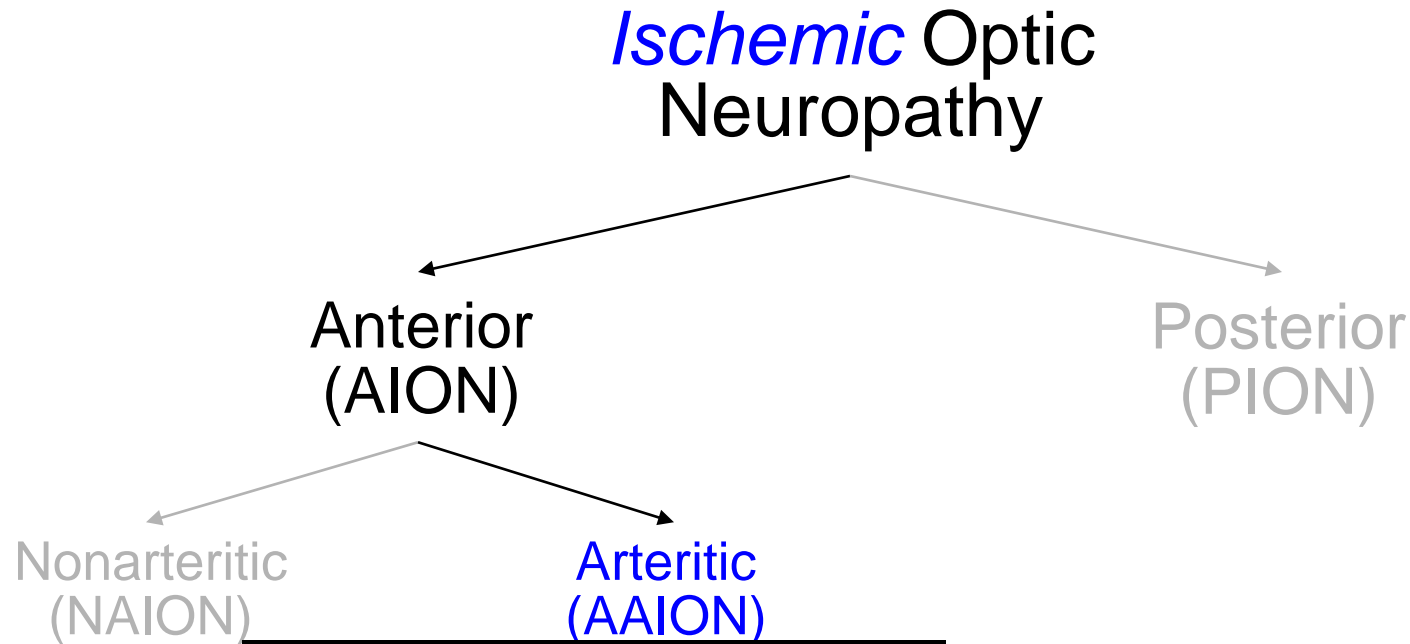 Ischemic Optic
Neuropathy
Anterior
(AION)
Posterior
(PION)
Nonarteritic
(NAION)
Arteritic
(AAION)